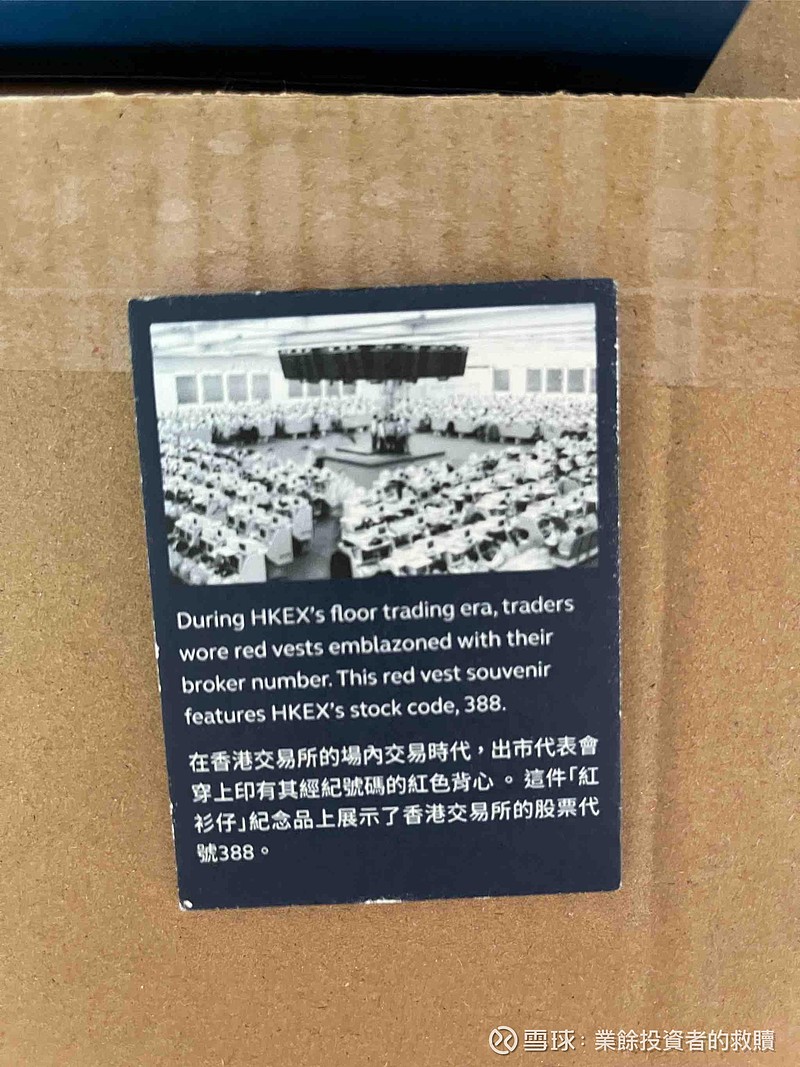 During HKEX's floor trading era, traders
wore red vests emblazoned with their
broker number. This red vest souvenir
features HKEX's stock code, 388.
在香港交易所的場內交易時代，出市代表會
穿上印有其經紀號碼的紅色背心。這件「紅
衫仔」紀念品上展示了香港交易所的股票代
號388。
雪球：業餘投資者的救贖